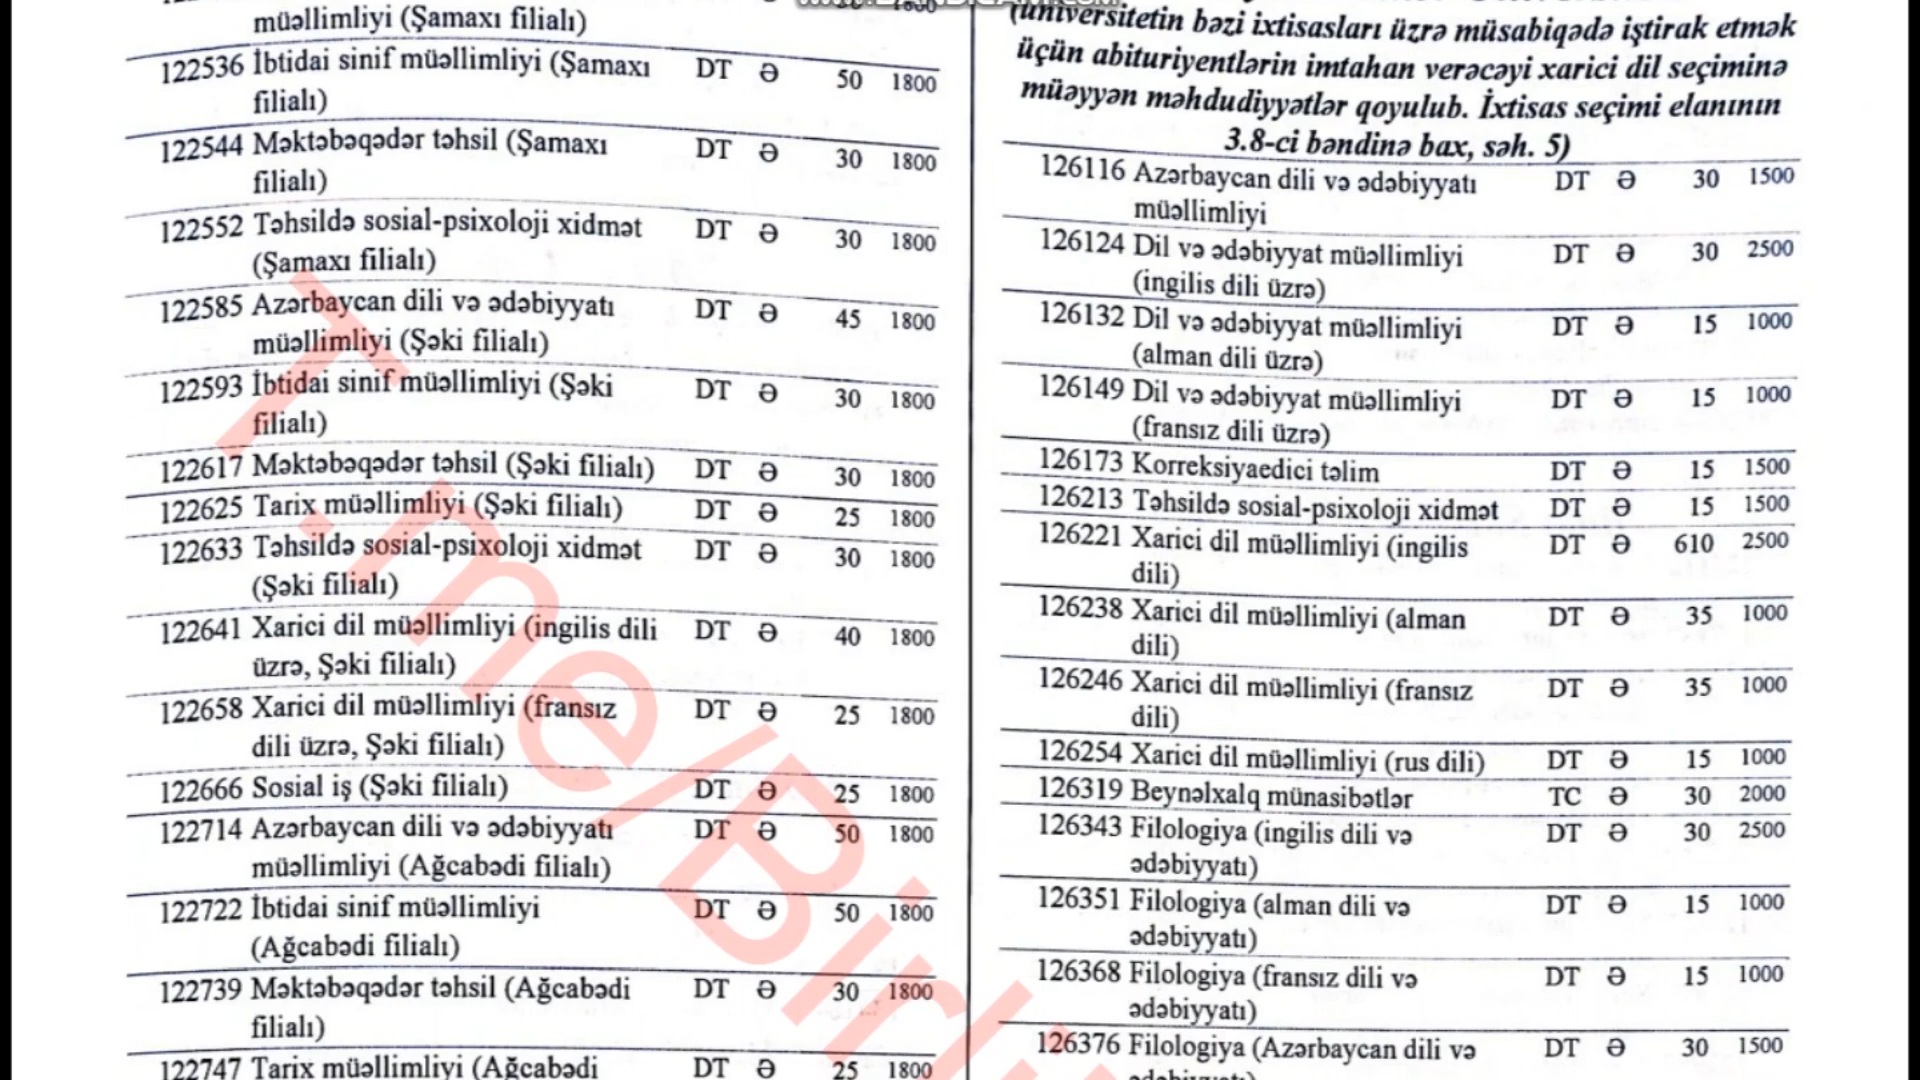 müəllimliyi (Şamaxı filialı)
122536 İbtidai sinif müəllimliyi (Şamaxı DT Ə 50 1800
filialı)
122544 Məktəbəqədər təhsil (Şamaxı DT Ə 30 1800
filialı)
122552 Təhsildə sosial-psixoloji xidmət DT Ə 30 1800
(Şamaxı filialı)
122585 Azərbaycan dili və ədəbiyyatı DT Ə 45 1800
müəllimliyi (Şəki filialı)
122593 İbtidai sinif müəllimliyi (Şəki DT Ə 30 1800
filialı)
122617 Məktəbəqədər təhsil (Şəki filialı) DT Ə 30 1800
122625 Tarix müəllimliyi (Şəki filialı) DT Ə 25 1800
122633 Təhsildə sosial-psixoloji xidmət DT Ə 30 1800
(Şəki filialı)
122641 Xarici dil müəllimliyi (ingilis dili DT Ə 40 1800
üzrə, Şəki filialı)
122658 Xarici dil müəllimliyi (fransız DT Ə 25 1800
dili üzrə, Şəki filialı)
122666 Sosial iş (Şəki filialı) DT Ə 25 1800
122714 Azərbaycan dili və ədəbiyyatı DT Ə 50 1800
müəllimliyi (Ağcabədi filialı)
122722 İbtidai sinif müəllimliyi DT Ə 50 1800
(Ağcabədi filialı)
122739 Məktəbəqədər təhsil (Ağcabədi DT Ə 30 1800
filialı)
122747 Tarix müəllimliyi (Ağcabədi DT Ə 25 1800
(universitetin bəzi ixtisasları üzrə müsabiqədə iştirak etmək
üçün abituriyentlərin imtahan verəcəyi xarici dil seçiminə
müəyyən məhdudiyyətlər qoyulub. İxtisas seçimi elanının
3.8-ci bəndinə bax, səh. 5)
126116 Azərbaycan dili və ədəbiyyatı DT Ə 30 1500
müəllimliyi
126124 Dil və ədəbiyyat müəllimliyi DT Ə 30 2500
(ingilis dili üzrə)
126132 Dil və ədəbiyyat müəllimliyi DT Ə 15 1000
(alman dili üzrə)
126149 Dil və ədəbiyyat müəllimliyi DT Ə 15 1000
(fransız dili üzrə)
126173 Korreksiyaedici təlim DT Ə 15 1500
126213 Təhsildə sosial-psixoloji xidmət DT Ə 15 1500
126221 Xarici dil müəllimliyi (ingilis DT Ə 610 2500
dili)
126238 Xarici dil müəllimliyi (alman DT Ə 35 1000
dili)
126246 Xarici dil müəllimliyi (fransız DT Ə 35 1000
dili)
126254 Xarici dil müəllimliyi (rus dili) DT Ə 15 1000
126319 Beynəlxalq münasibətlər TC Ə 30 2000
126343 Filologiya (ingilis dili və DT Ə 30 2500
ədəbiyyatı)
126351 Filologiya (alman dili və DT Ə 15 1000
ədəbiyyatı)
126368 Filologiya (fransız dili və DT Ə 15 1000
ədəbiyyatı)
126376 Filologiya (Azərbaycan dili və DT Ə 30 1500
T.me/Birl